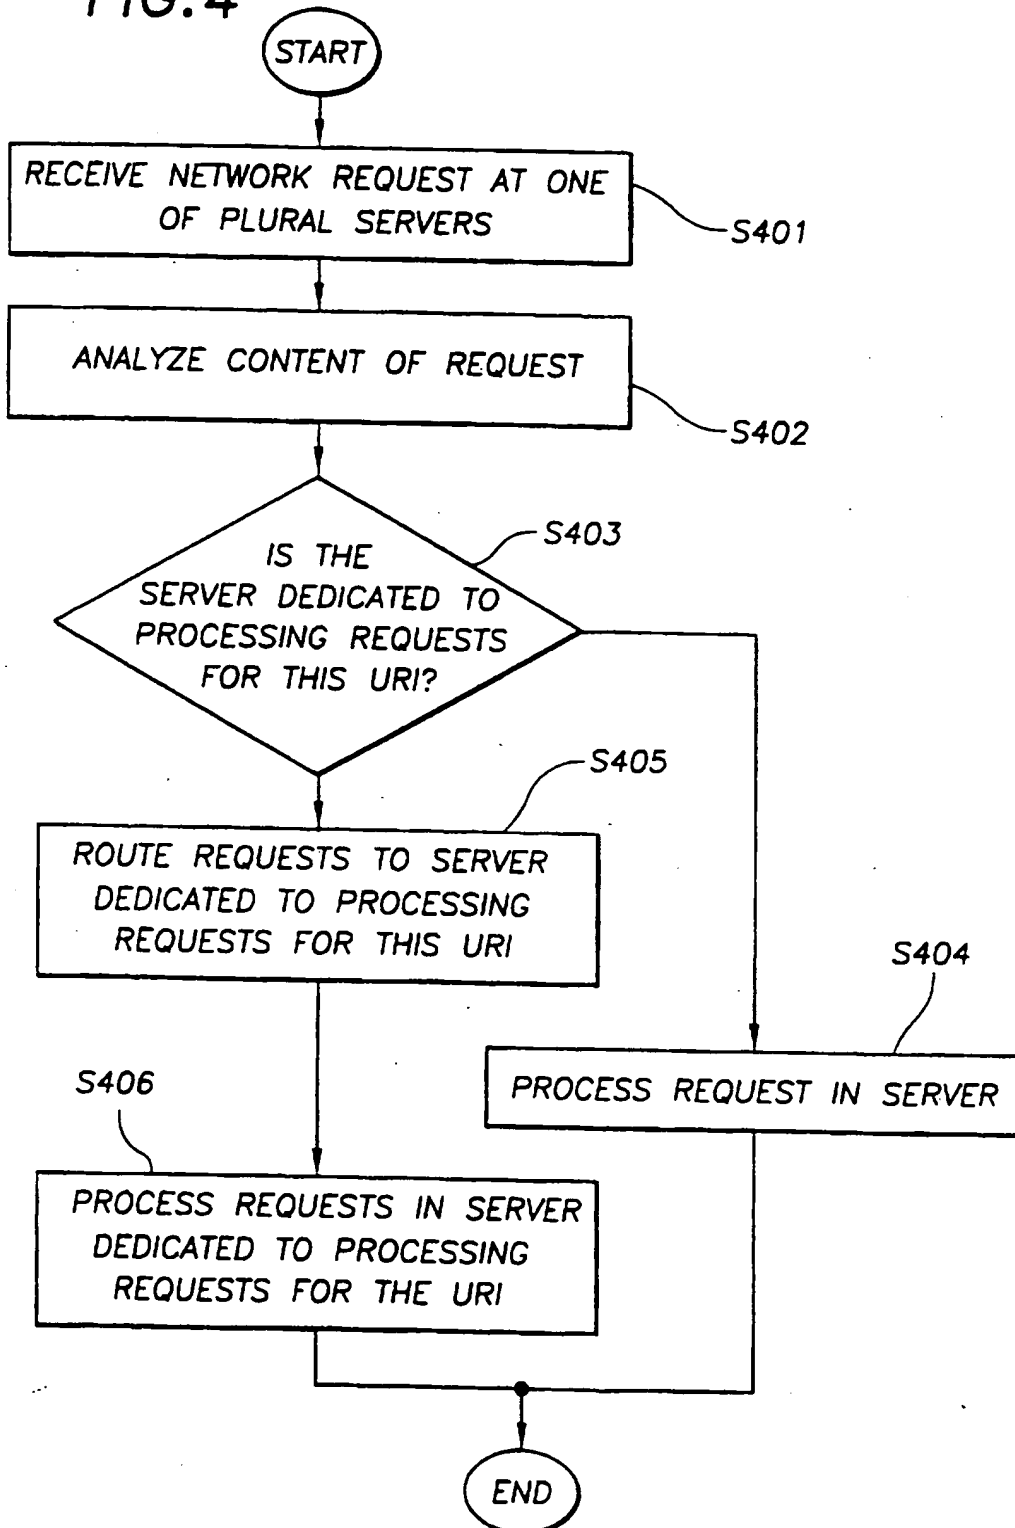 FIG. 4
START
RECEIVE NETWORK REQUEST AT ONE
OF PLURAL SERVERS
S401
ANALYZE CONTENT OF REQUEST
S402
IS THE
SERVER DEDICATED TO
PROCESSING REQUESTS
FOR THIS URI?
S403
S405
ROUTE REQUESTS TO SERVER
DEDICATED TO PROCESSING
REQUESTS FOR THIS URI
S404
PROCESS REQUEST IN SERVER
S406
PROCESS REQUESTS IN SERVER
DEDICATED TO PROCESSING
REQUESTS FOR THE URI
END